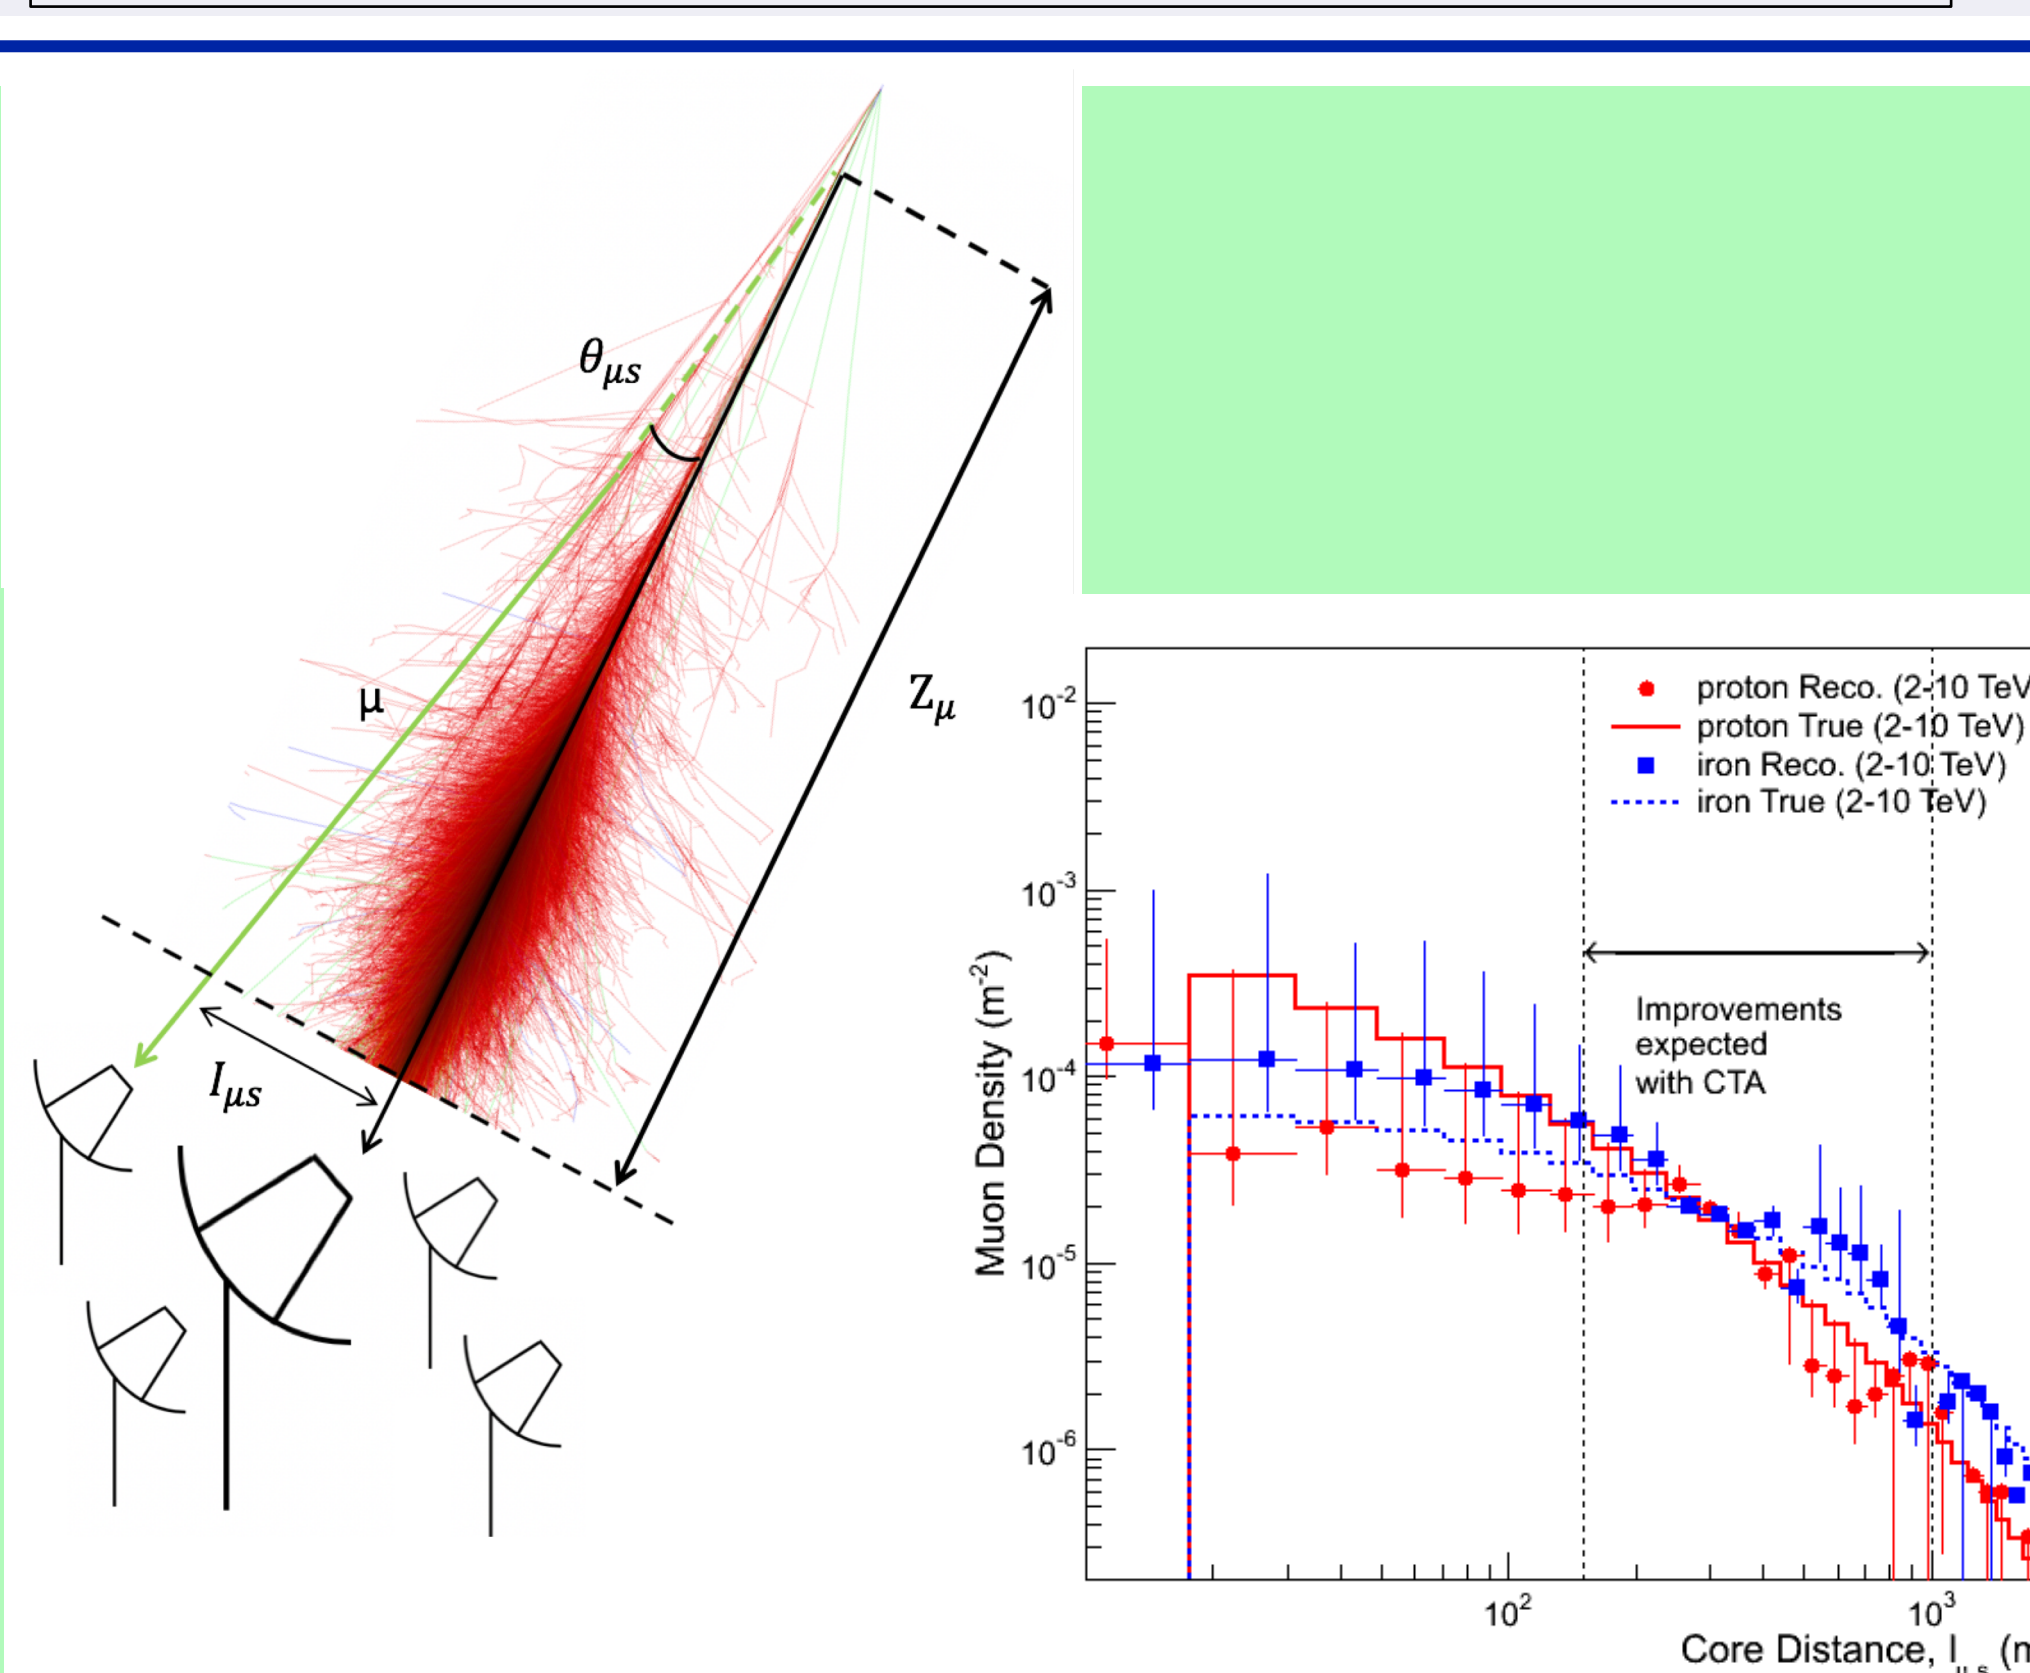 θμs
μ
Zμ
Iμs
proton Reco. (2-10 TeV
proton True (2-10 TeV)
iron Reco. (2-10 TeV)
iron True (2-10 TeV)
Improvements
expected
with CTA
Muon Density (m-2)
10-2
10-3
10-4
10-5
10-6
102
103
Core Distance, Iμs (m